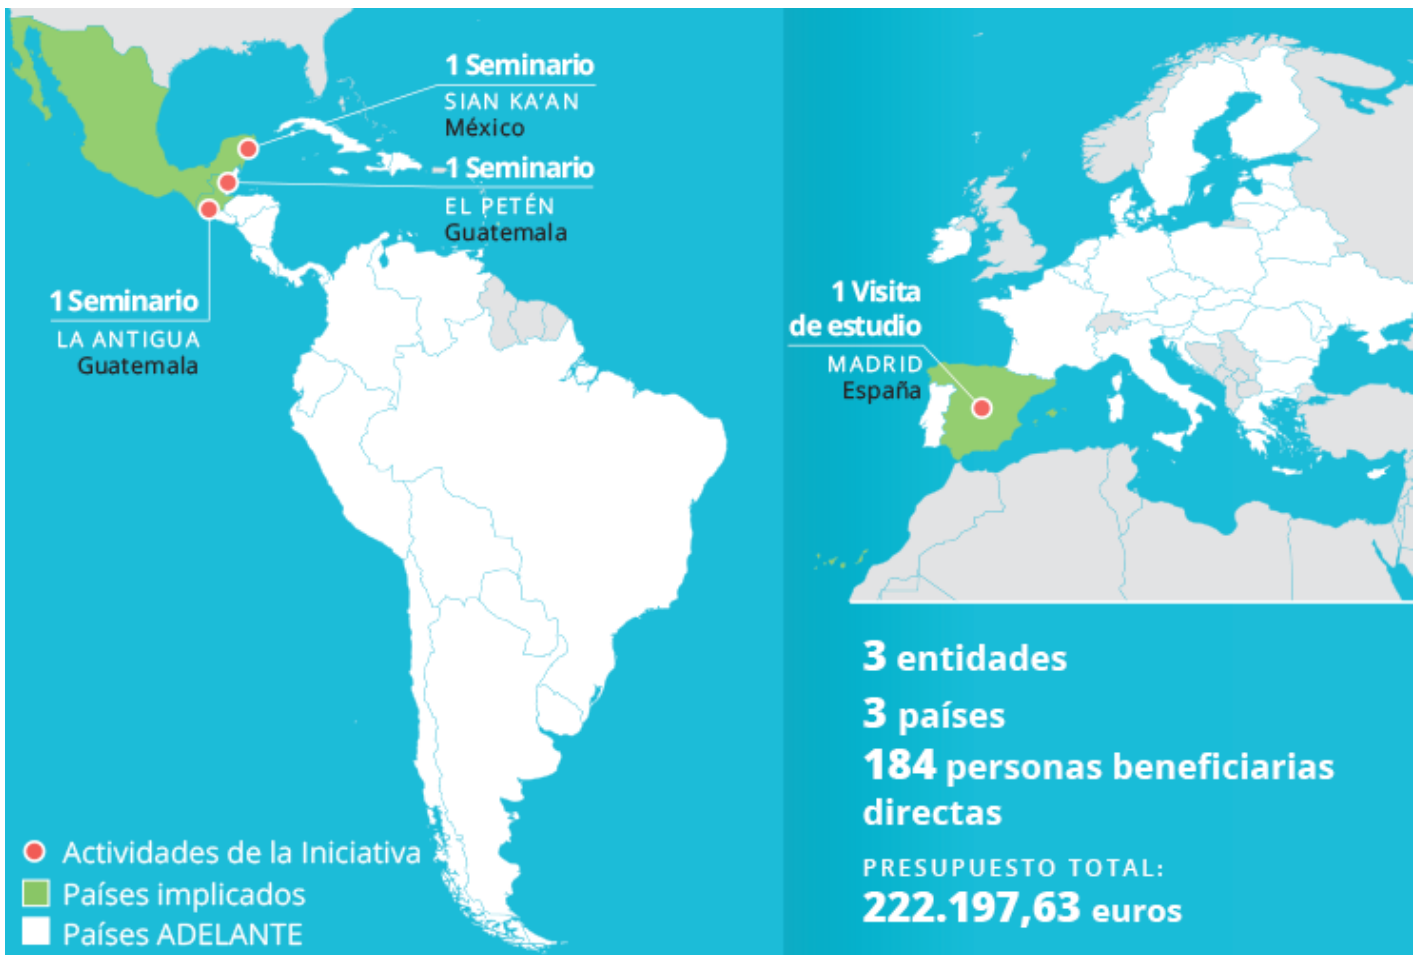 1 Seminario
SIAN KA'AN
México
1 Seminario
EL PETÉN
Guatemala
1 Seminario
LA ANTIGUA
Guatemala
1 Visita
de estudio
MADRID
España
Actividades de la Iniciativa
Países implicados
Países ADELANTE
3 entidades
3 países
184 personas beneficiarias
directas
PRESUPUESTO TOTAL:
222.197,63 euros